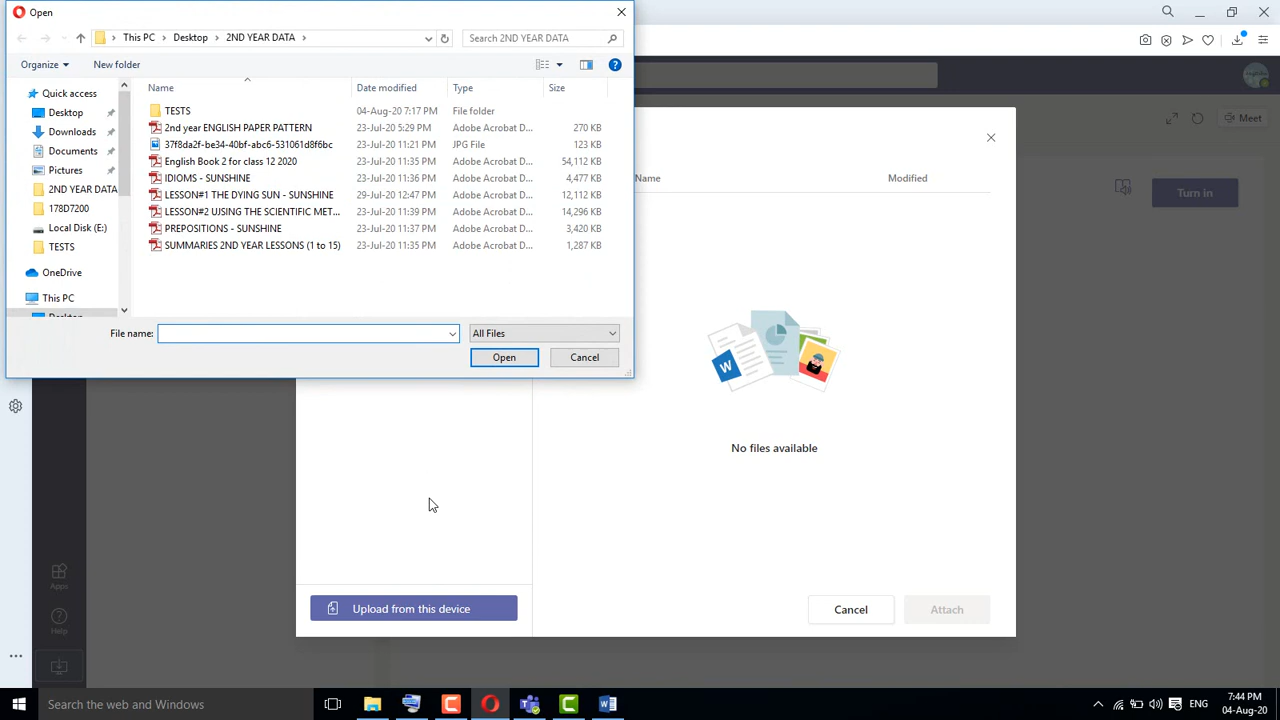 Open
This PC
Desktop
2ND YEAR DATA
Search 2ND YEAR DATA
Organize
New folder
Quick access
Desktop
Downloads
Documents
Pictures
2ND YEAR DATA
178D7200
Local Disk (E:)
TESTS
OneDrive
This PC
Name Date modified Type Size
TESTS 04-Aug-20 7:17 PM File folder
2nd year ENGLISH PAPER PATTERN 23-Jul-20 5:29 PM Adobe Acrobat D... 270 KB
37f8da2f-be34-40bf-abc6-531061d8f6bc 23-Jul-20 11:21 PM JPG File 123 KB
English Book 2 for class 12 2020 23-Jul-20 11:35 PM Adobe Acrobat D... 54,112 KB
IDIOMS - SUNSHINE 23-Jul-20 11:36 PM Adobe Acrobat D... 4,477 KB
LESSON#1 THE DYING SUN - SUNSHINE 29-Jul-20 12:47 PM Adobe Acrobat D... 12,112 KB
LESSON#2 UJSING THE SCIENTIFIC MET... 23-Jul-20 11:39 PM Adobe Acrobat D... 14,296 KB
PREPOSITIONS - SUNSHINE 23-Jul-20 11:37 PM Adobe Acrobat D... 3,420 KB
SUMMARIES 2ND YEAR LESSONS (1 to 15) 23-Jul-20 11:35 PM Adobe Acrobat D... 1,287 KB
File name:
All Files
Open
Cancel
Meet
Name
Modified
Turn in
W
No files available
Apps
Help
Upload from this device
Cancel
Attach
Search the web and Windows
ENG
7:44 PM
04-Aug-20